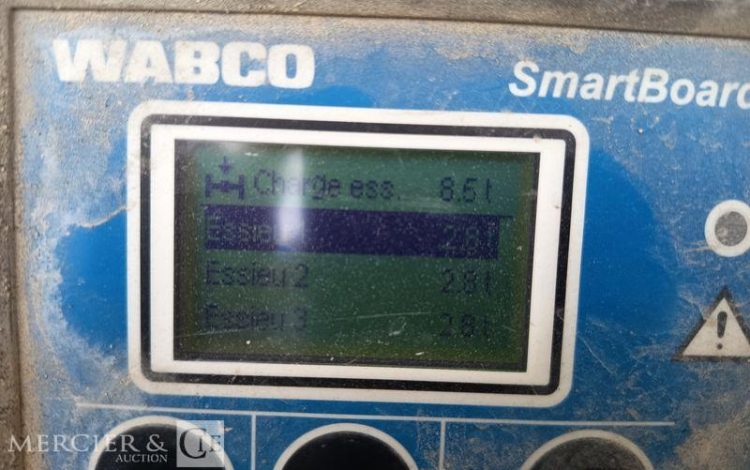 WABCO
SmartBoard
Charge ess. 8.5 t
Essieu 2.8 t
Essieu 2 2.8 t
Essieu 3 2.8 t
MERCIER & CIE
AUCTION